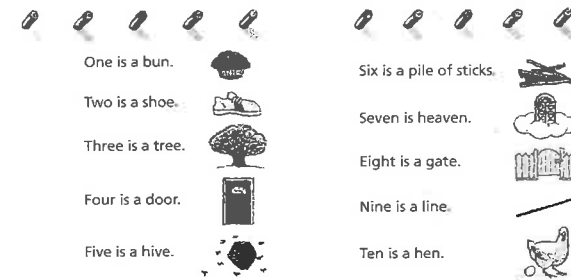 One is a bun.
Two is a shoe.
Three is a tree.
Four is a door.
Five is a hive.
Six is a pile of sticks.
Seven is heaven.
Eight is a gate.
Nine is a line.
Ten is a hen.